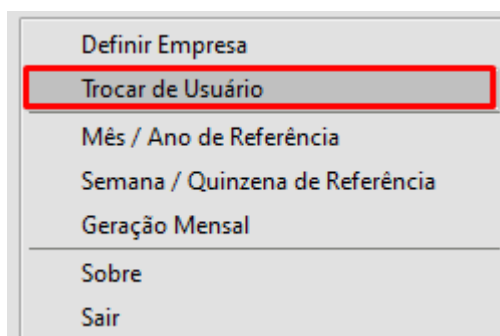 Definir Empresa
Trocar de Usuário
Mês / Ano de Referência
Semana / Quinzena de Referência
Geração Mensal
Sobre
Sair